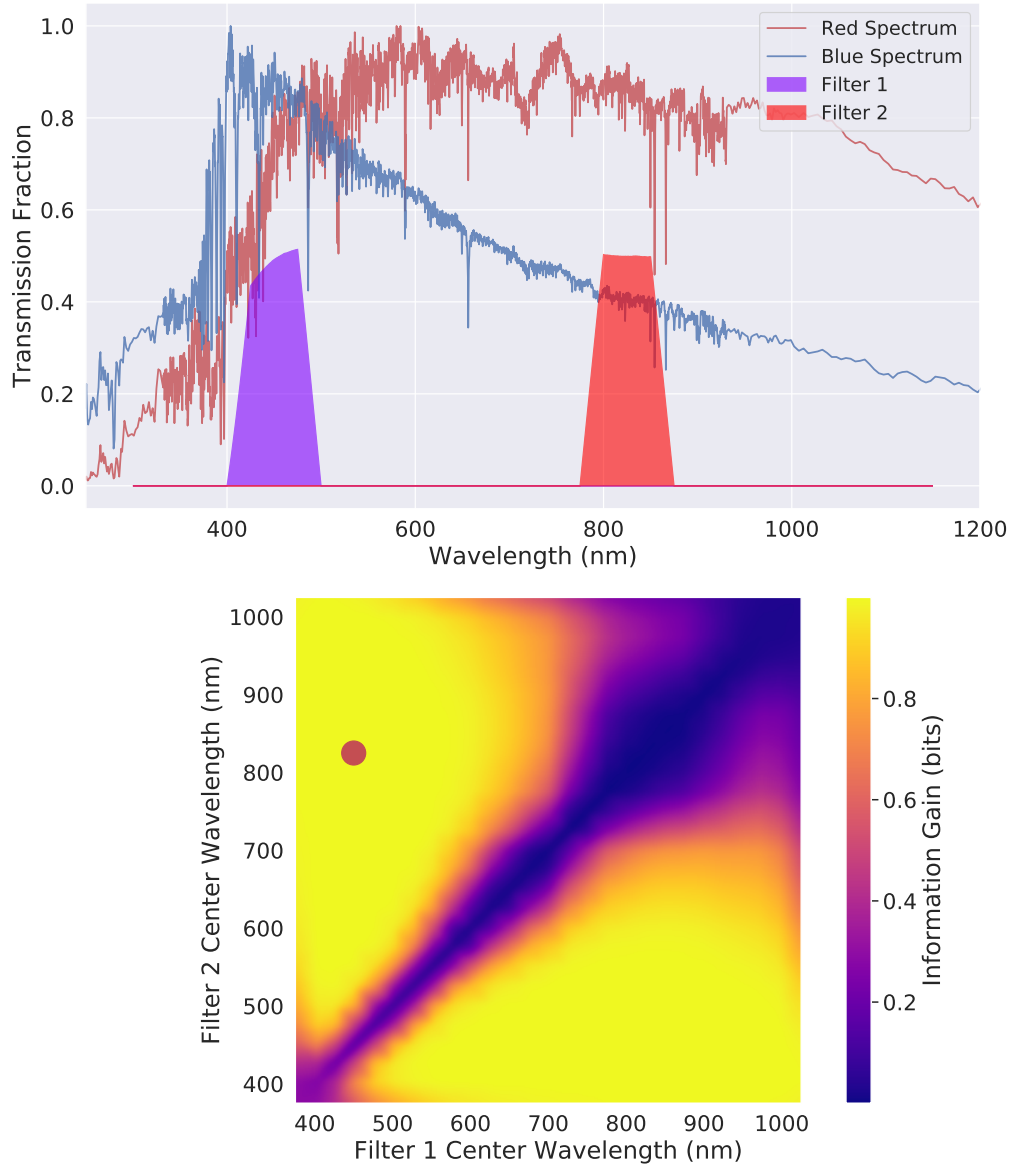 1.0
0.8
0.6
0.4
0.2
0.0
Transmission Fraction
Red Spectrum
Blue Spectrum
Filter 1
Filter 2
400 600 800 1000 1200
Wavelength (nm)
1000
900
800
700
600
500
400
Filter 2 Center Wavelength (nm)
400 500 600 700 800 900 1000
Filter 1 Center Wavelength (nm)
0.8
0.6
0.4
0.2
Information Gain (bits)